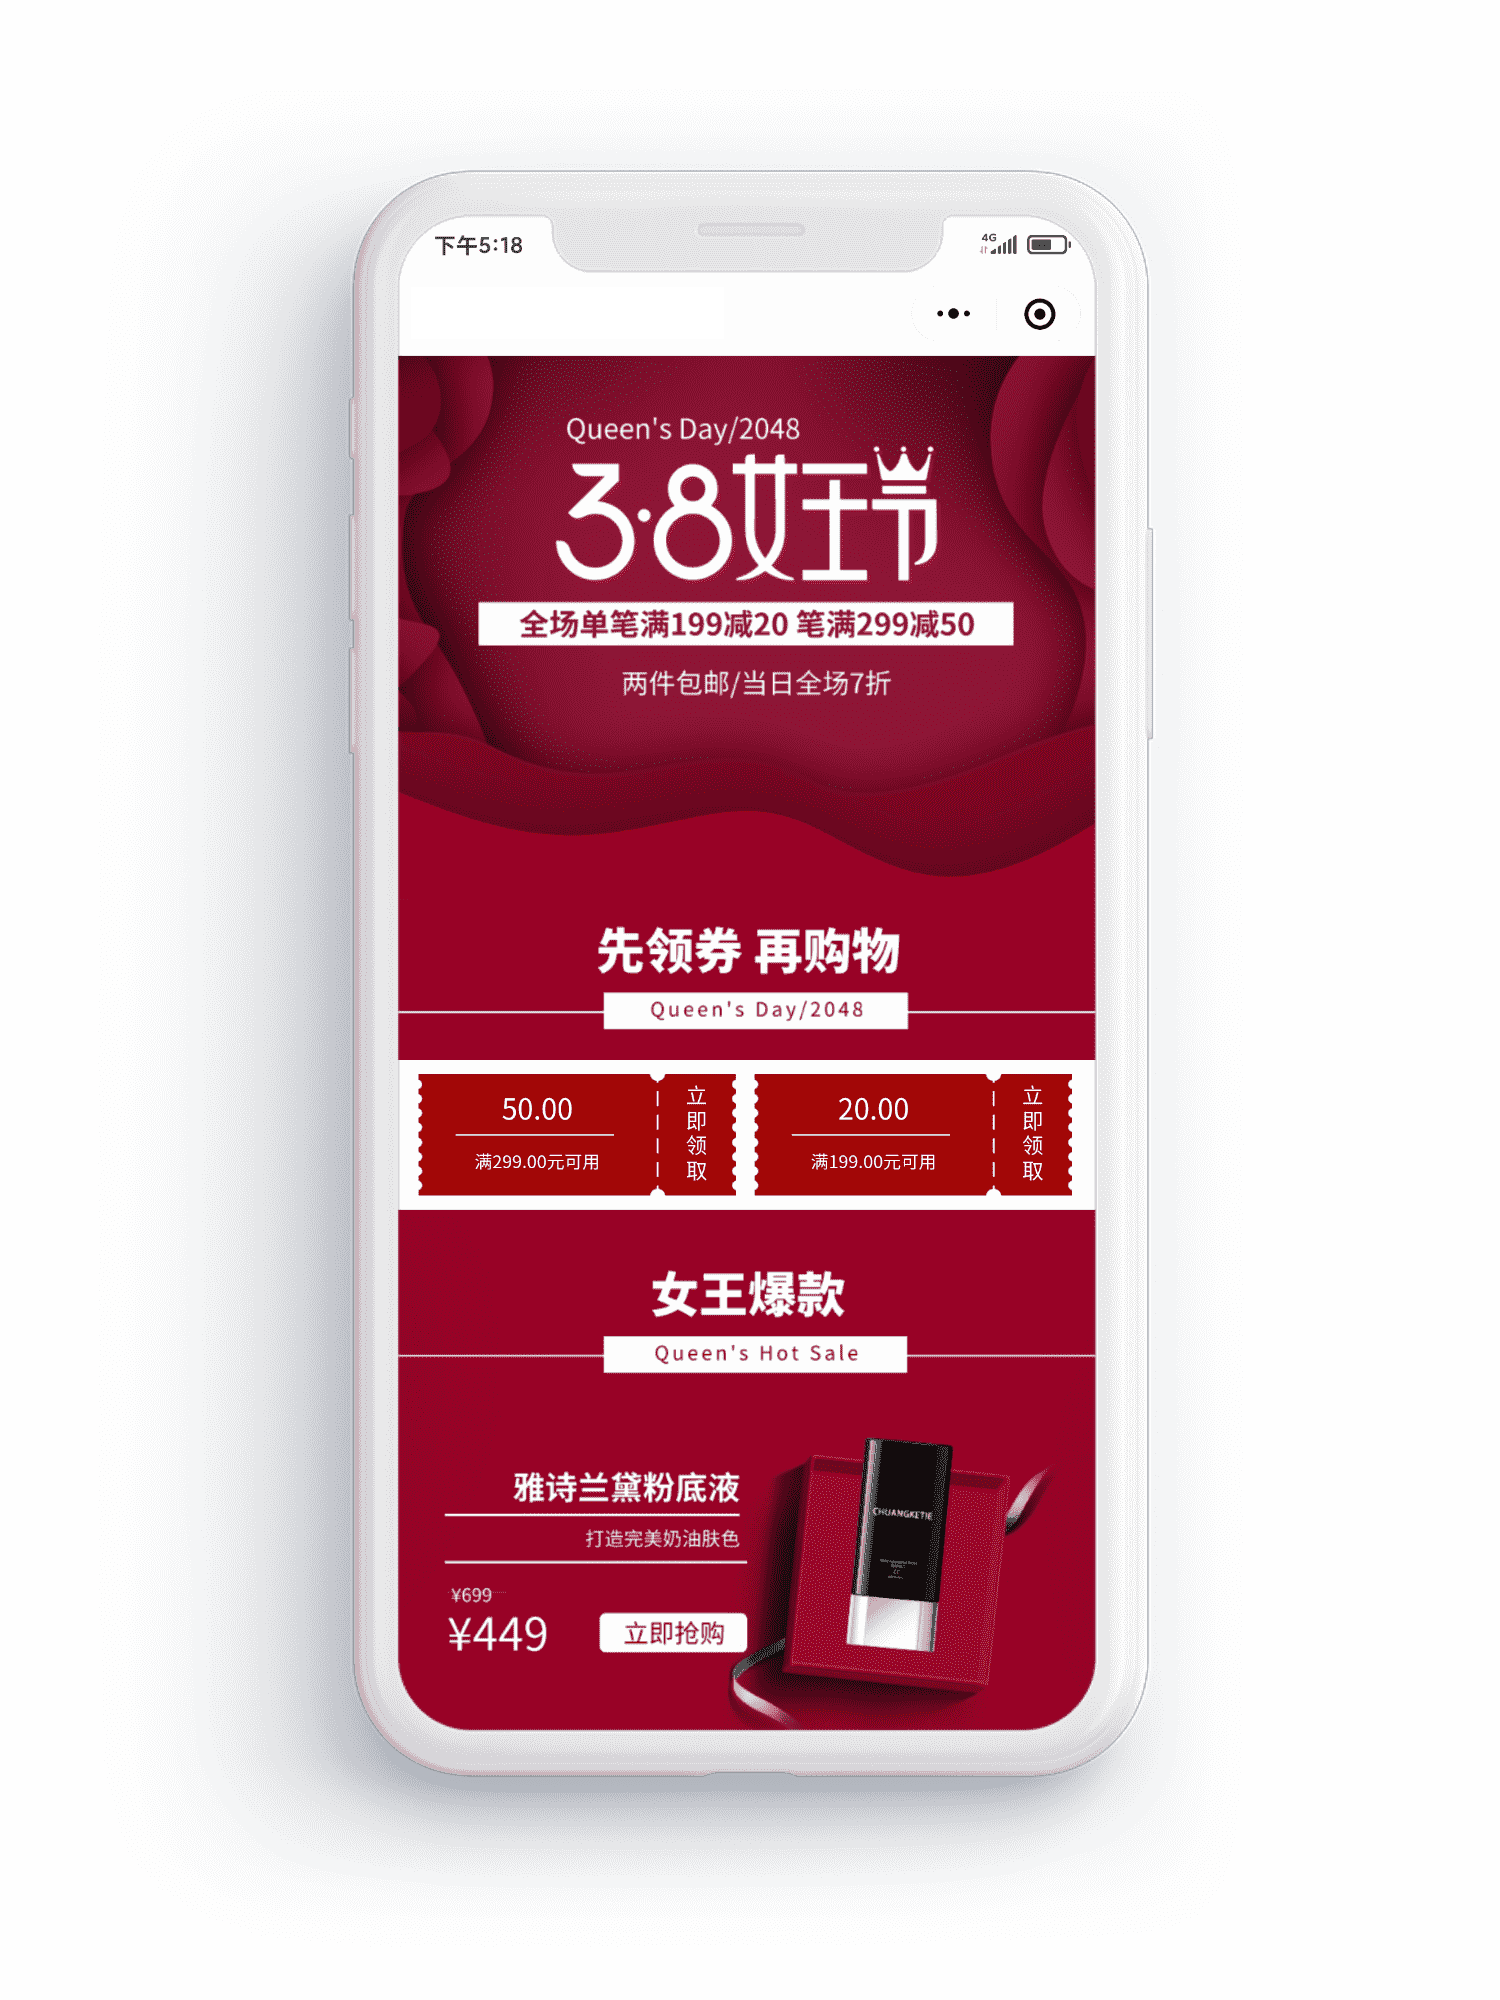 下午5:18
4G
Queen's Day/2048
3·8女王节
全场单笔满199减20 笔满299减50
两件包邮/当日全场7折
先领券 再购物
Queen's Day/2048
50.00
满299.00元可用
立即领取
20.00
满199.00元可用
立即领取
女王爆款
Queen's Hot Sale
雅诗兰黛粉底液
打造完美奶油肤色
¥699
¥449
立即抢购
CHUANGKETIE